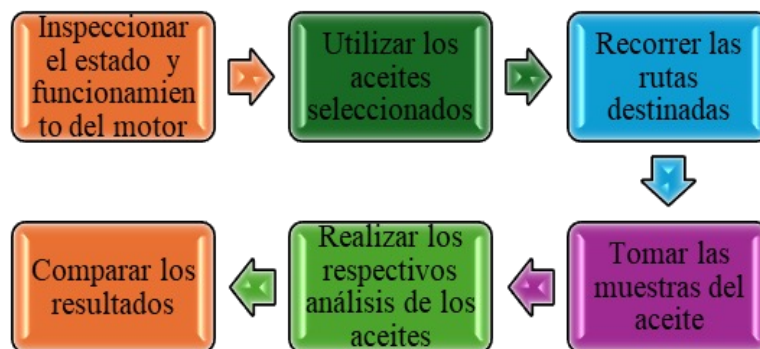 Inspeccionar
el estado y
funcionamien
to del motor
Utilizar los
aceites
seleccionados
Recorrer las
rutas
destinadas
Tomar las
muestras del
aceite
Realizar los
respectivos
análisis de los
aceites
Comparar los
resultados